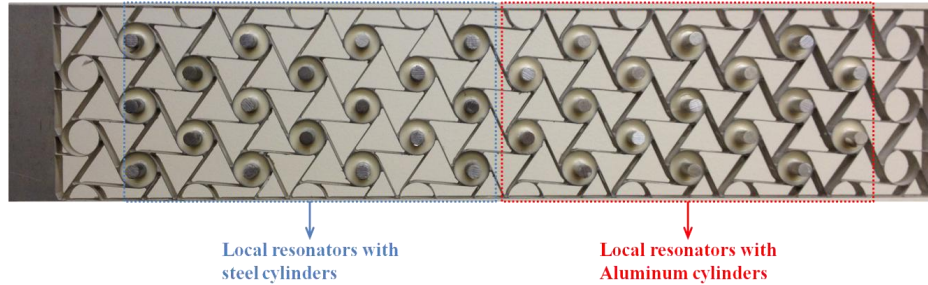 Local resonators with
steel cylinders
Local resonators with
Aluminum cylinders